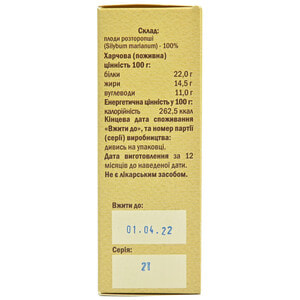 Склад:
плоди розторопші
(Silybum marianum) - 100%
Харчова (поживна)
цінність 100 г:
білки 22,0 г
жири 14,5 г
вуглеводи 11,0 г
Енергетична цінність у 100 г:
калорійність 262,5 ккал
Кінцева дата споживання
«Вжити до», та номер партії
(серії) виробництва:
дивись на упаковці.
Дата виготовлення за 12
місяців до наведеної дати.
Не є лікарським засобом.
Вжити до:
01.04.22
Серія:
21